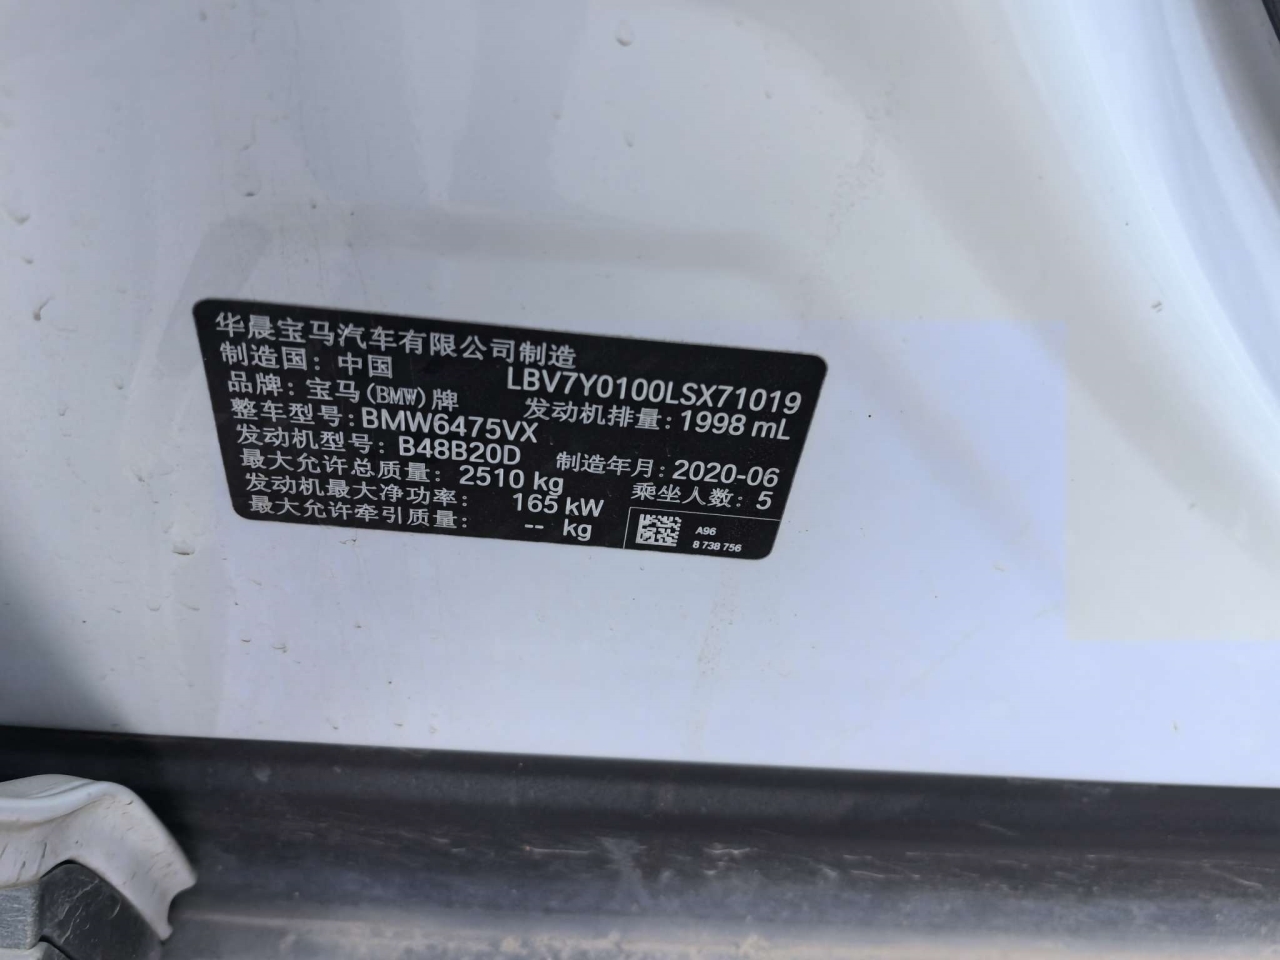 华晨宝马汽车有限公司制造
制造国：中国
LBV7Y0100LSX71019
品牌：宝马(BMW)牌
发动机排量：1998 mL
整车型号：BMW6475VX
发动机型号：B48B20D
制造年月：2020-06
最大允许总质量：2510 kg
乘坐人数：5
发动机最大净功率：165 kW
最大允许牵引质量：-- kg
A96
8 738 756